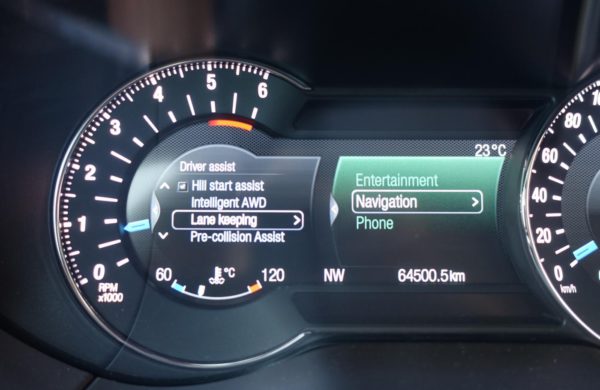 0
1
2
3
4
5
6
RPM
x1000
Driver assist
Hill start assist
Intelligent AWD
Lane keeping >
Pre-collision Assist
60 °C 120
23°C
Entertainment
Navigation >
Phone
NW 64500.5km
0
20
40
60
80
km/h